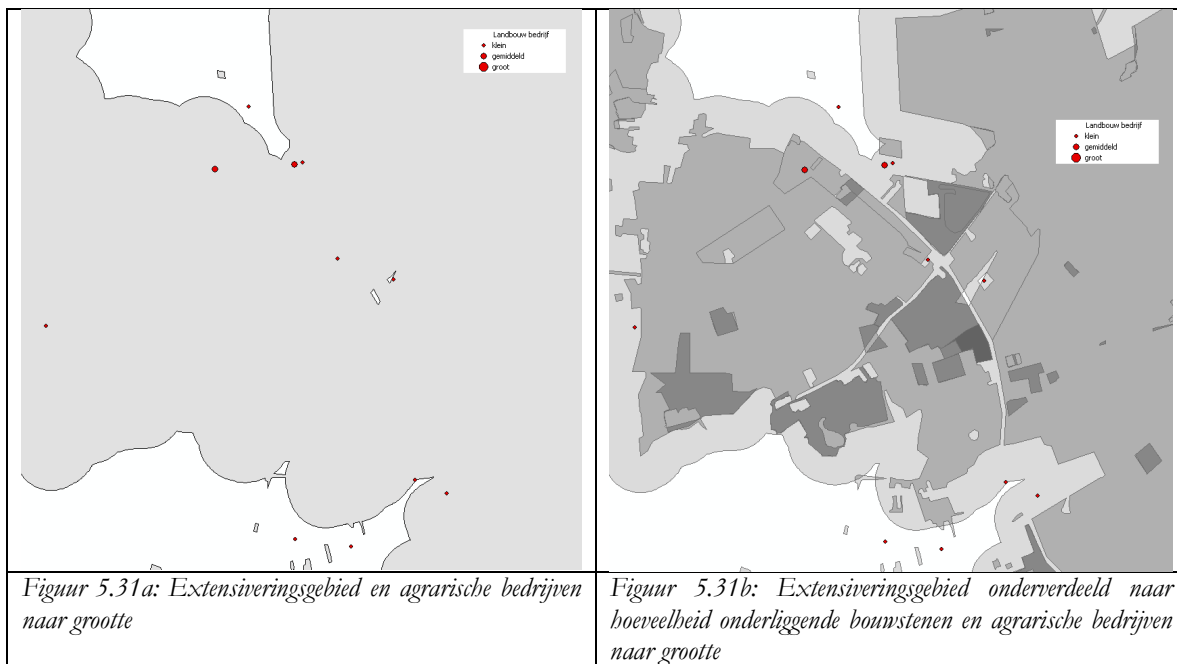 Landbouw bedrijf
klein
gemiddeld
groot
Landbouw bedrijf
klein
gemiddeld
groot
Figuur 5.31a: Extensiveringsgebied en agrarische bedrijven
naar grootte
Figuur 5.31b: Extensiveringsgebied onderverdeeld naar
hoeveelheid onderliggende bouwstenen en agrarische bedrijven
naar grootte